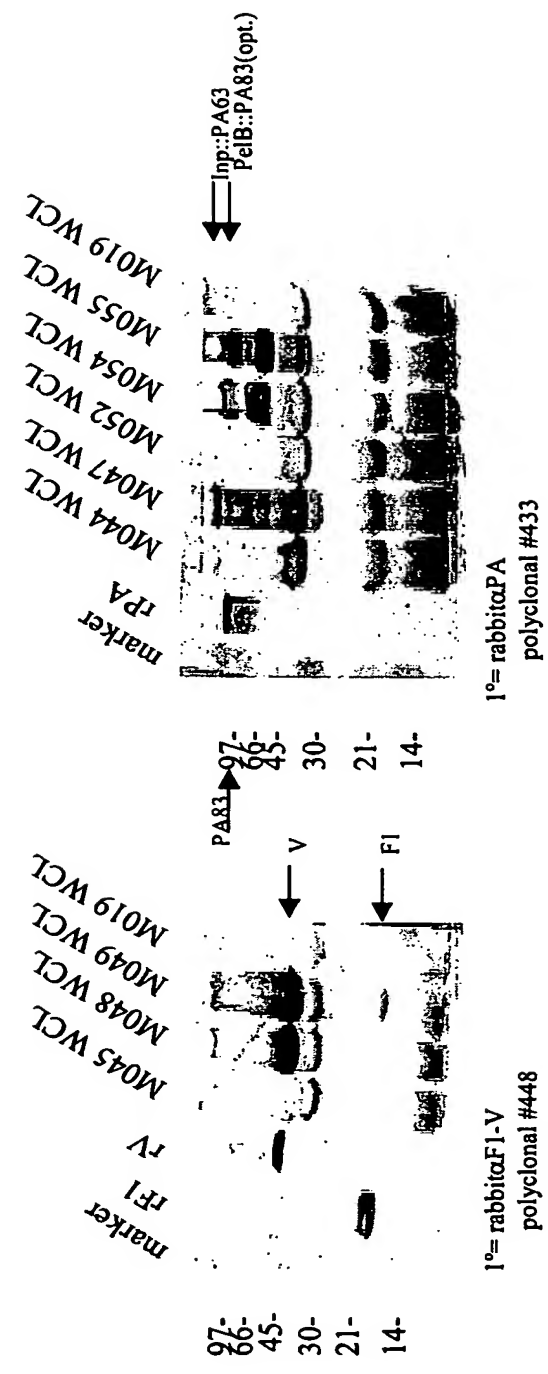 marker
rF1
rV
M045 WCL
M048 WCL
M049 WCL
M019 WCL
97-
66-
45-
30-
21-
14-
V
F1
1°= rabbitαF1-V
polyclonal #448
marker
rPA
M044 WCL
M047 WCL
M052 WCL
M054 WCL
M055 WCL
M019 WCL
PA83
97-
66-
45-
30-
21-
14-
Inp::PA63
PelB::PA83(opt.)
1°= rabbitαPA
polyclonal #433